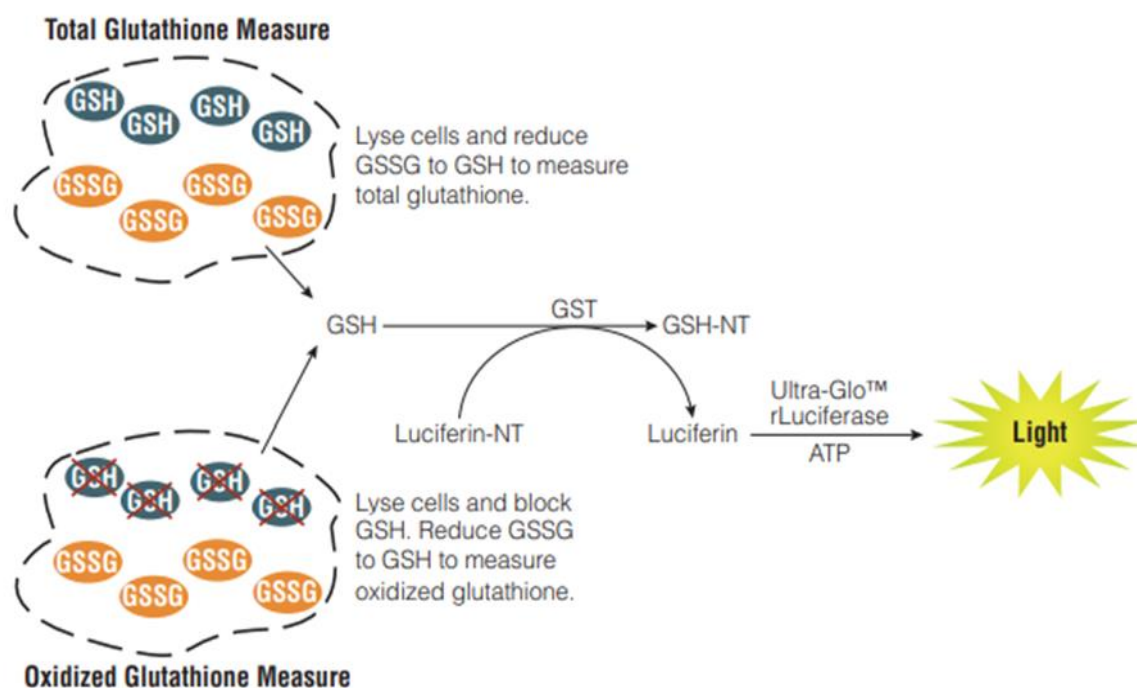 Total Glutathione Measure
GSH
GSH
GSH
GSH
GSSG
GSSG
GSSG
GSSG
Lyse cells and reduce
GSSG to GSH to measure
total glutathione.
GSH
GST
GSH-NT
Luciferin-NT
Luciferin
Ultra-Glo™
rLuciferase
ATP
Light
GSH
GSH
GSH
GSH
GSSG
GSSG
GSSG
GSSG
Lyse cells and block
GSH. Reduce GSSG
to GSH to measure
oxidized glutathione.
Oxidized Glutathione Measure